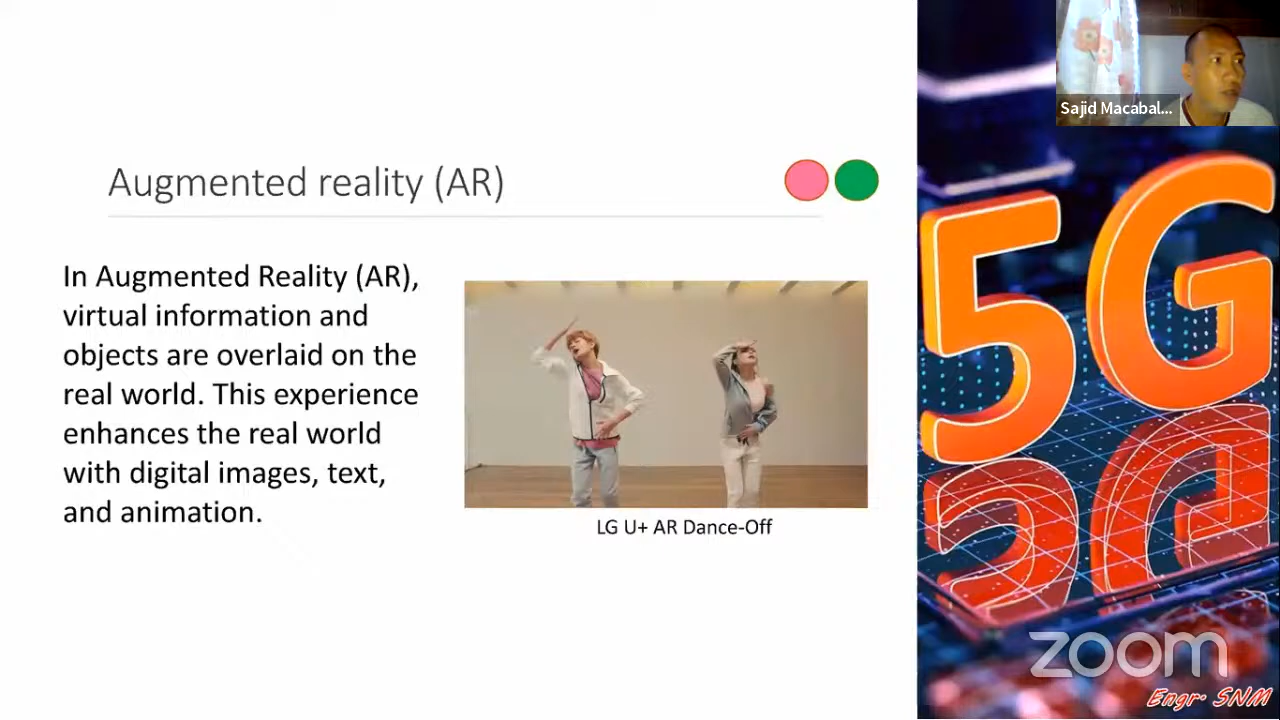 Sajid Macabal...
Augmented reality (AR)
In Augmented Reality (AR),
virtual information and
objects are overlaid on the
real world. This experience
enhances the real world
with digital images, text,
and animation.
LG U+ AR Dance-Off
5G
zoom
Engr. SNM